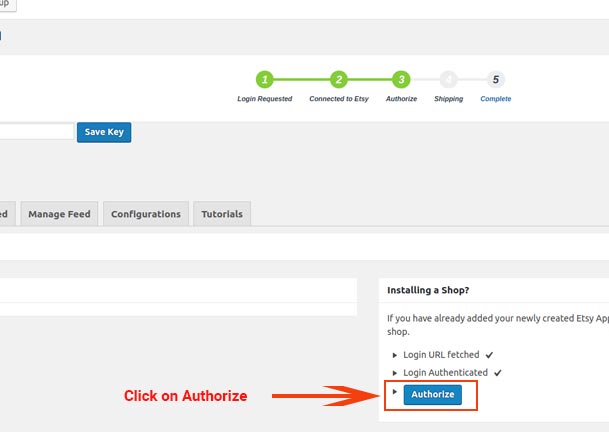 1 2 3 4 5
Login Requested Connected to Etsy Authorize Shipping Complete
Save Key
Manage Feed Configurations Tutorials
Installing a Shop?
If you have already added your newly created Etsy App
shop.
Login URL fetched ✔
Login Authenticated ✔
Click on Authorize
Authorize